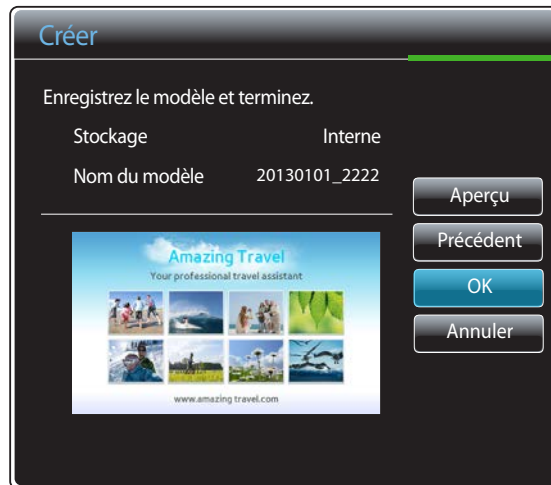 Créer
Enregistrez le modèle et terminez.
Stockage Interne
Nom du modèle 20130101_2222
Amazing Travel
Your professional travel assistant
www.amazing travel.com
Aperçu
Précédent
OK
Annuler